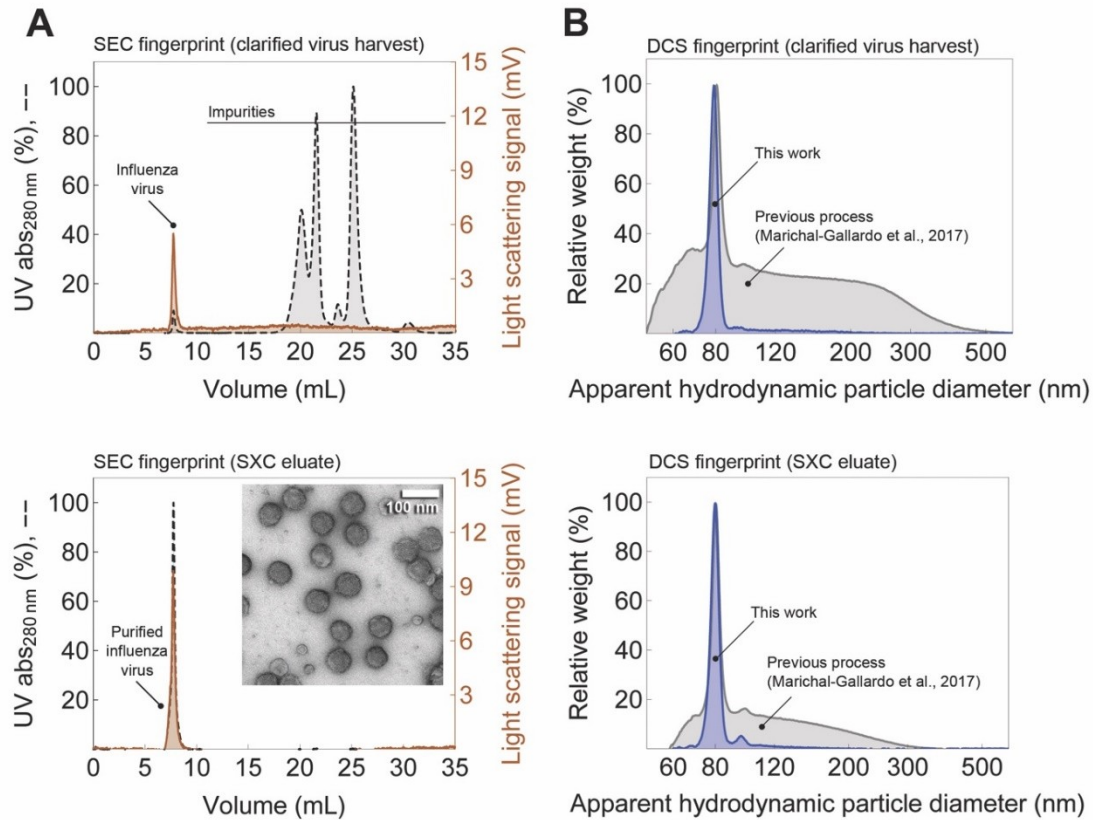 A
SEC fingerprint (clarified virus harvest)
UV abs280 nm (%), --
100
80
60
40
20
Impurities
Influenza
virus
15
12
9
6
3
Light scattering signal (mV)
0 5 10 15 20 25 30 35
Volume (mL)
B
DCS fingerprint (clarified virus harvest)
Relative weight (%)
100
80
60
40
20
This work
Previous process
(Marichal-Gallardo et al., 2017)
60 80 120 200 300 500
Apparent hydrodynamic particle diameter (nm)
SEC fingerprint (SXC eluate)
UV abs280 nm (%), --
100
80
60
40
20
100 nm
Purified
influenza
virus
15
12
9
6
3
Light scattering signal (mV)
0 5 10 15 20 25 30 35
Volume (mL)
DCS fingerprint (SXC eluate)
Relative weight (%)
100
80
60
40
20
This work
Previous process
(Marichal-Gallardo et al., 2017)
60 80 120 200 300 500
Apparent hydrodynamic particle diameter (nm)